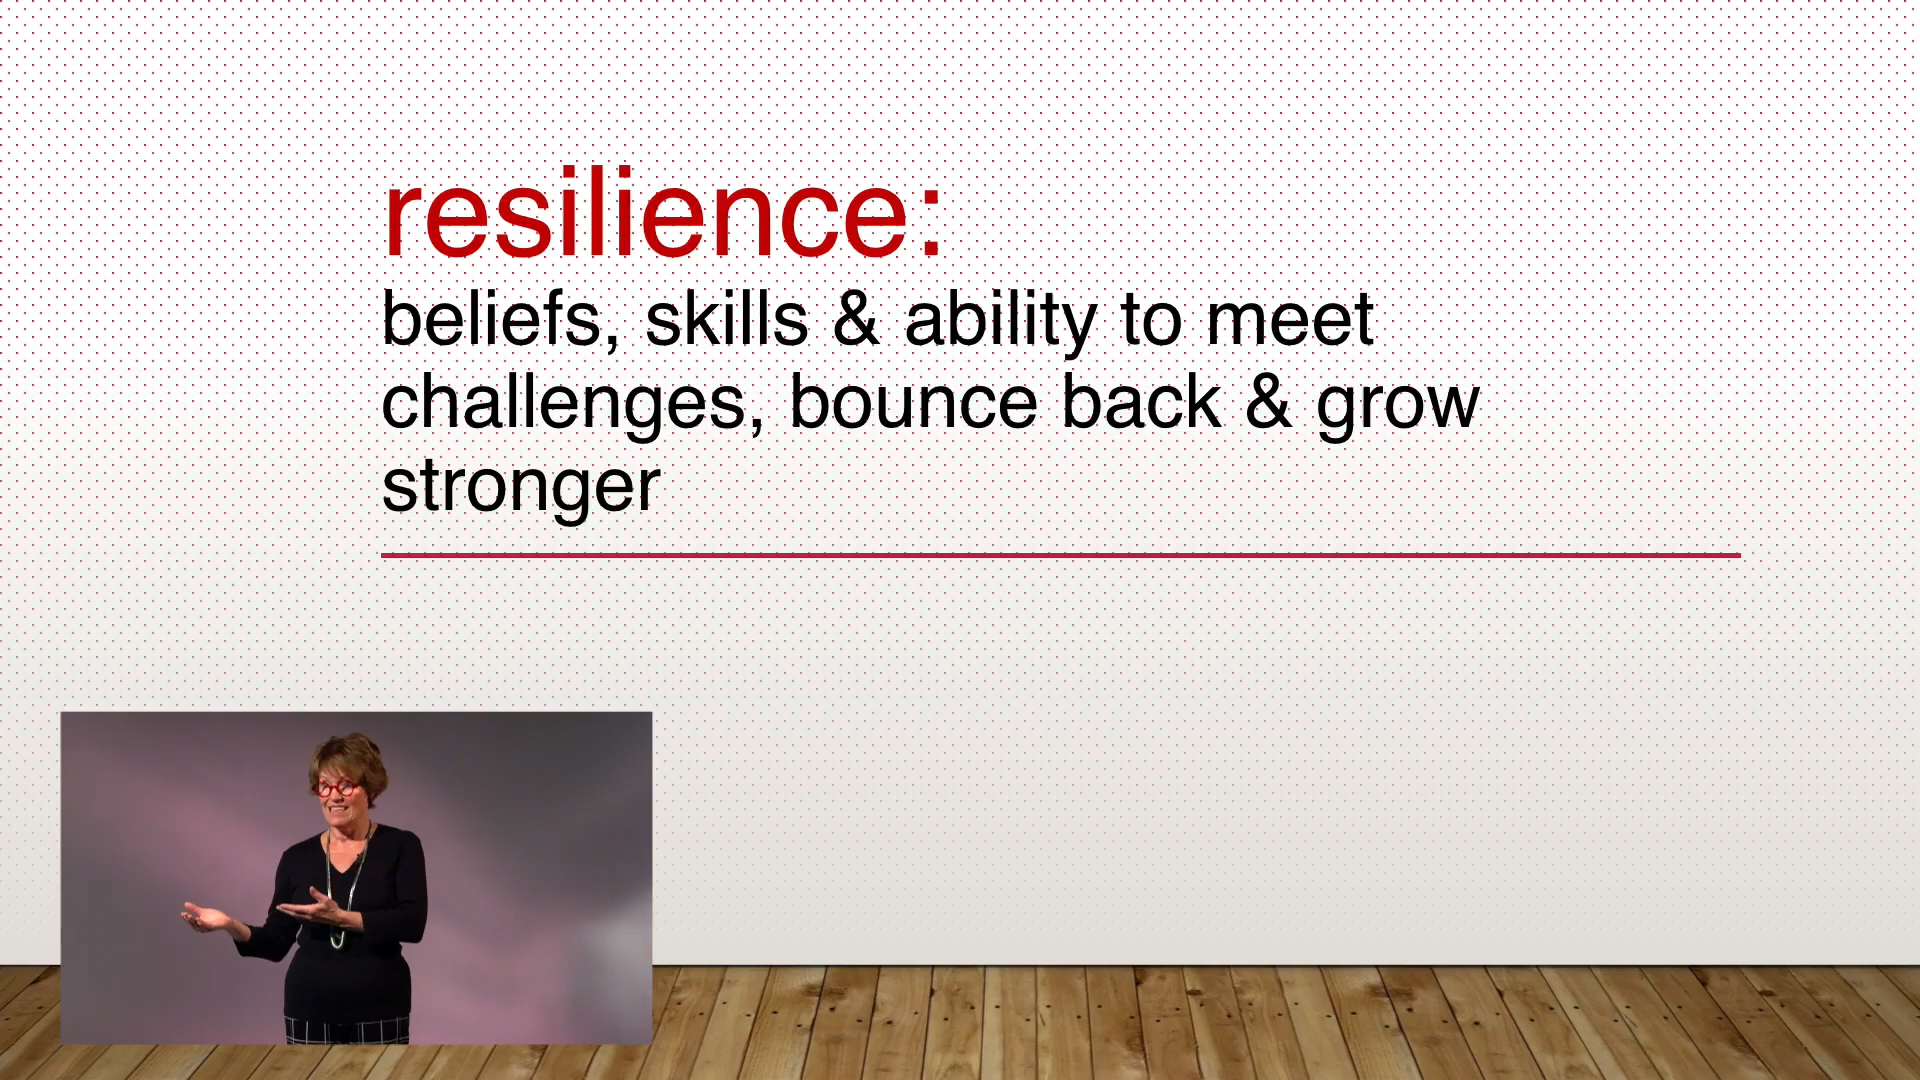 resilience:
beliefs, skills & ability to meet
challenges, bounce back & grow
stronger